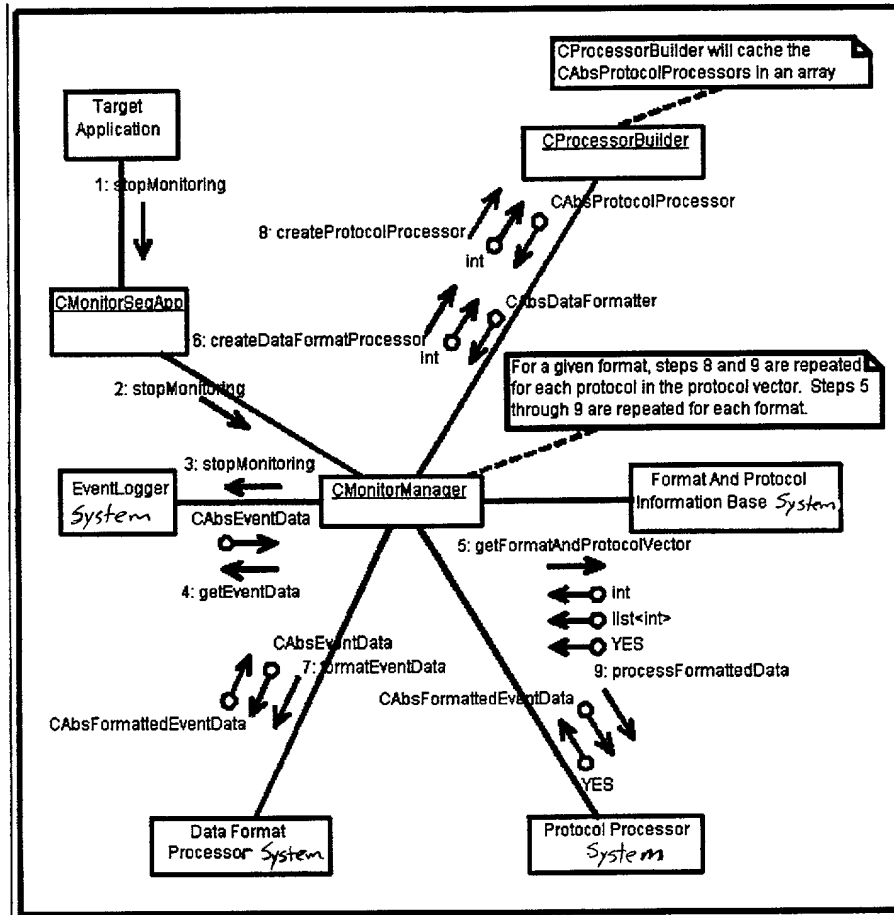 CProcessorBuilder will cache the
CAbsProtocolProcessors in an array
Target
Application
CProcessorBuilder
1: stopMonitoring
CAbsProtocolProcessor
8: createProtocolProcessor
int
CMonitorSeqApp
CAbsDataFormatter
6: createDataFormatProcessor
int
For a given format, steps 8 and 9 are repeated
for each protocol in the protocol vector. Steps 5
through 9 are repeated for each format.
2: stopMonitoring
3: stopMonitoring
EventLogger
System
CMonitorManager
Format And Protocol
Information Base System
CAbsEventData
5: getFormatAndProtocolVector
4: getEventData
int
list<int>
YES
CAbsEventData
7: formatEventData
9: processFormattedData
CAbsFormattedEventData
CAbsFormattedEventData
YES
Data Format
Processor System
Protocol Processor
System